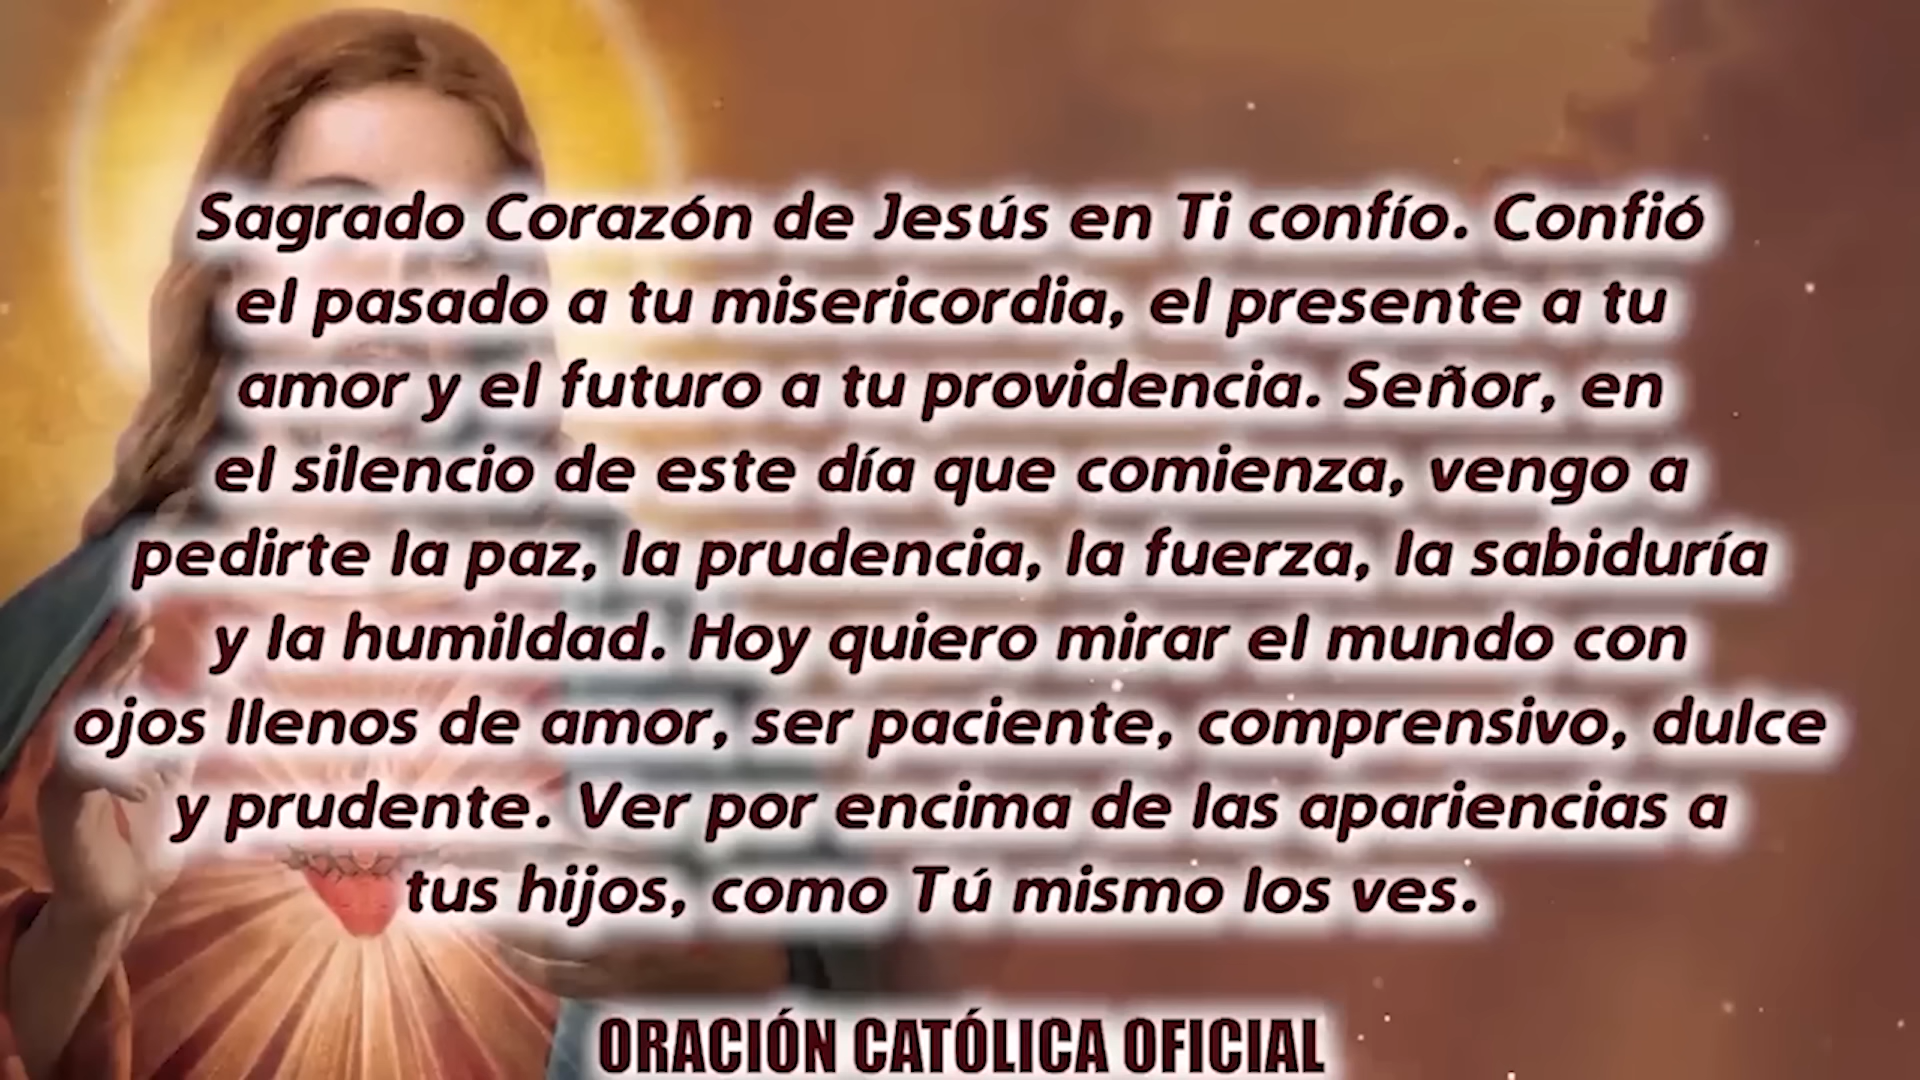 Sagrado Corazón de Jesús en Ti confío. Confió
el pasado a tu misericordia, el presente a tu
amor y el futuro a tu providencia. Señor, en
el silencio de este día que comienza, vengo a
pedirte la paz, la prudencia, la fuerza, la sabiduría
y la humildad. Hoy quiero mirar el mundo con
ojos llenos de amor, ser paciente, comprensivo, dulce
y prudente. Ver por encima de las apariencias a
tus hijos, como Tú mismo los ves.
ORACIÓN CATÓLICA OFICIAL